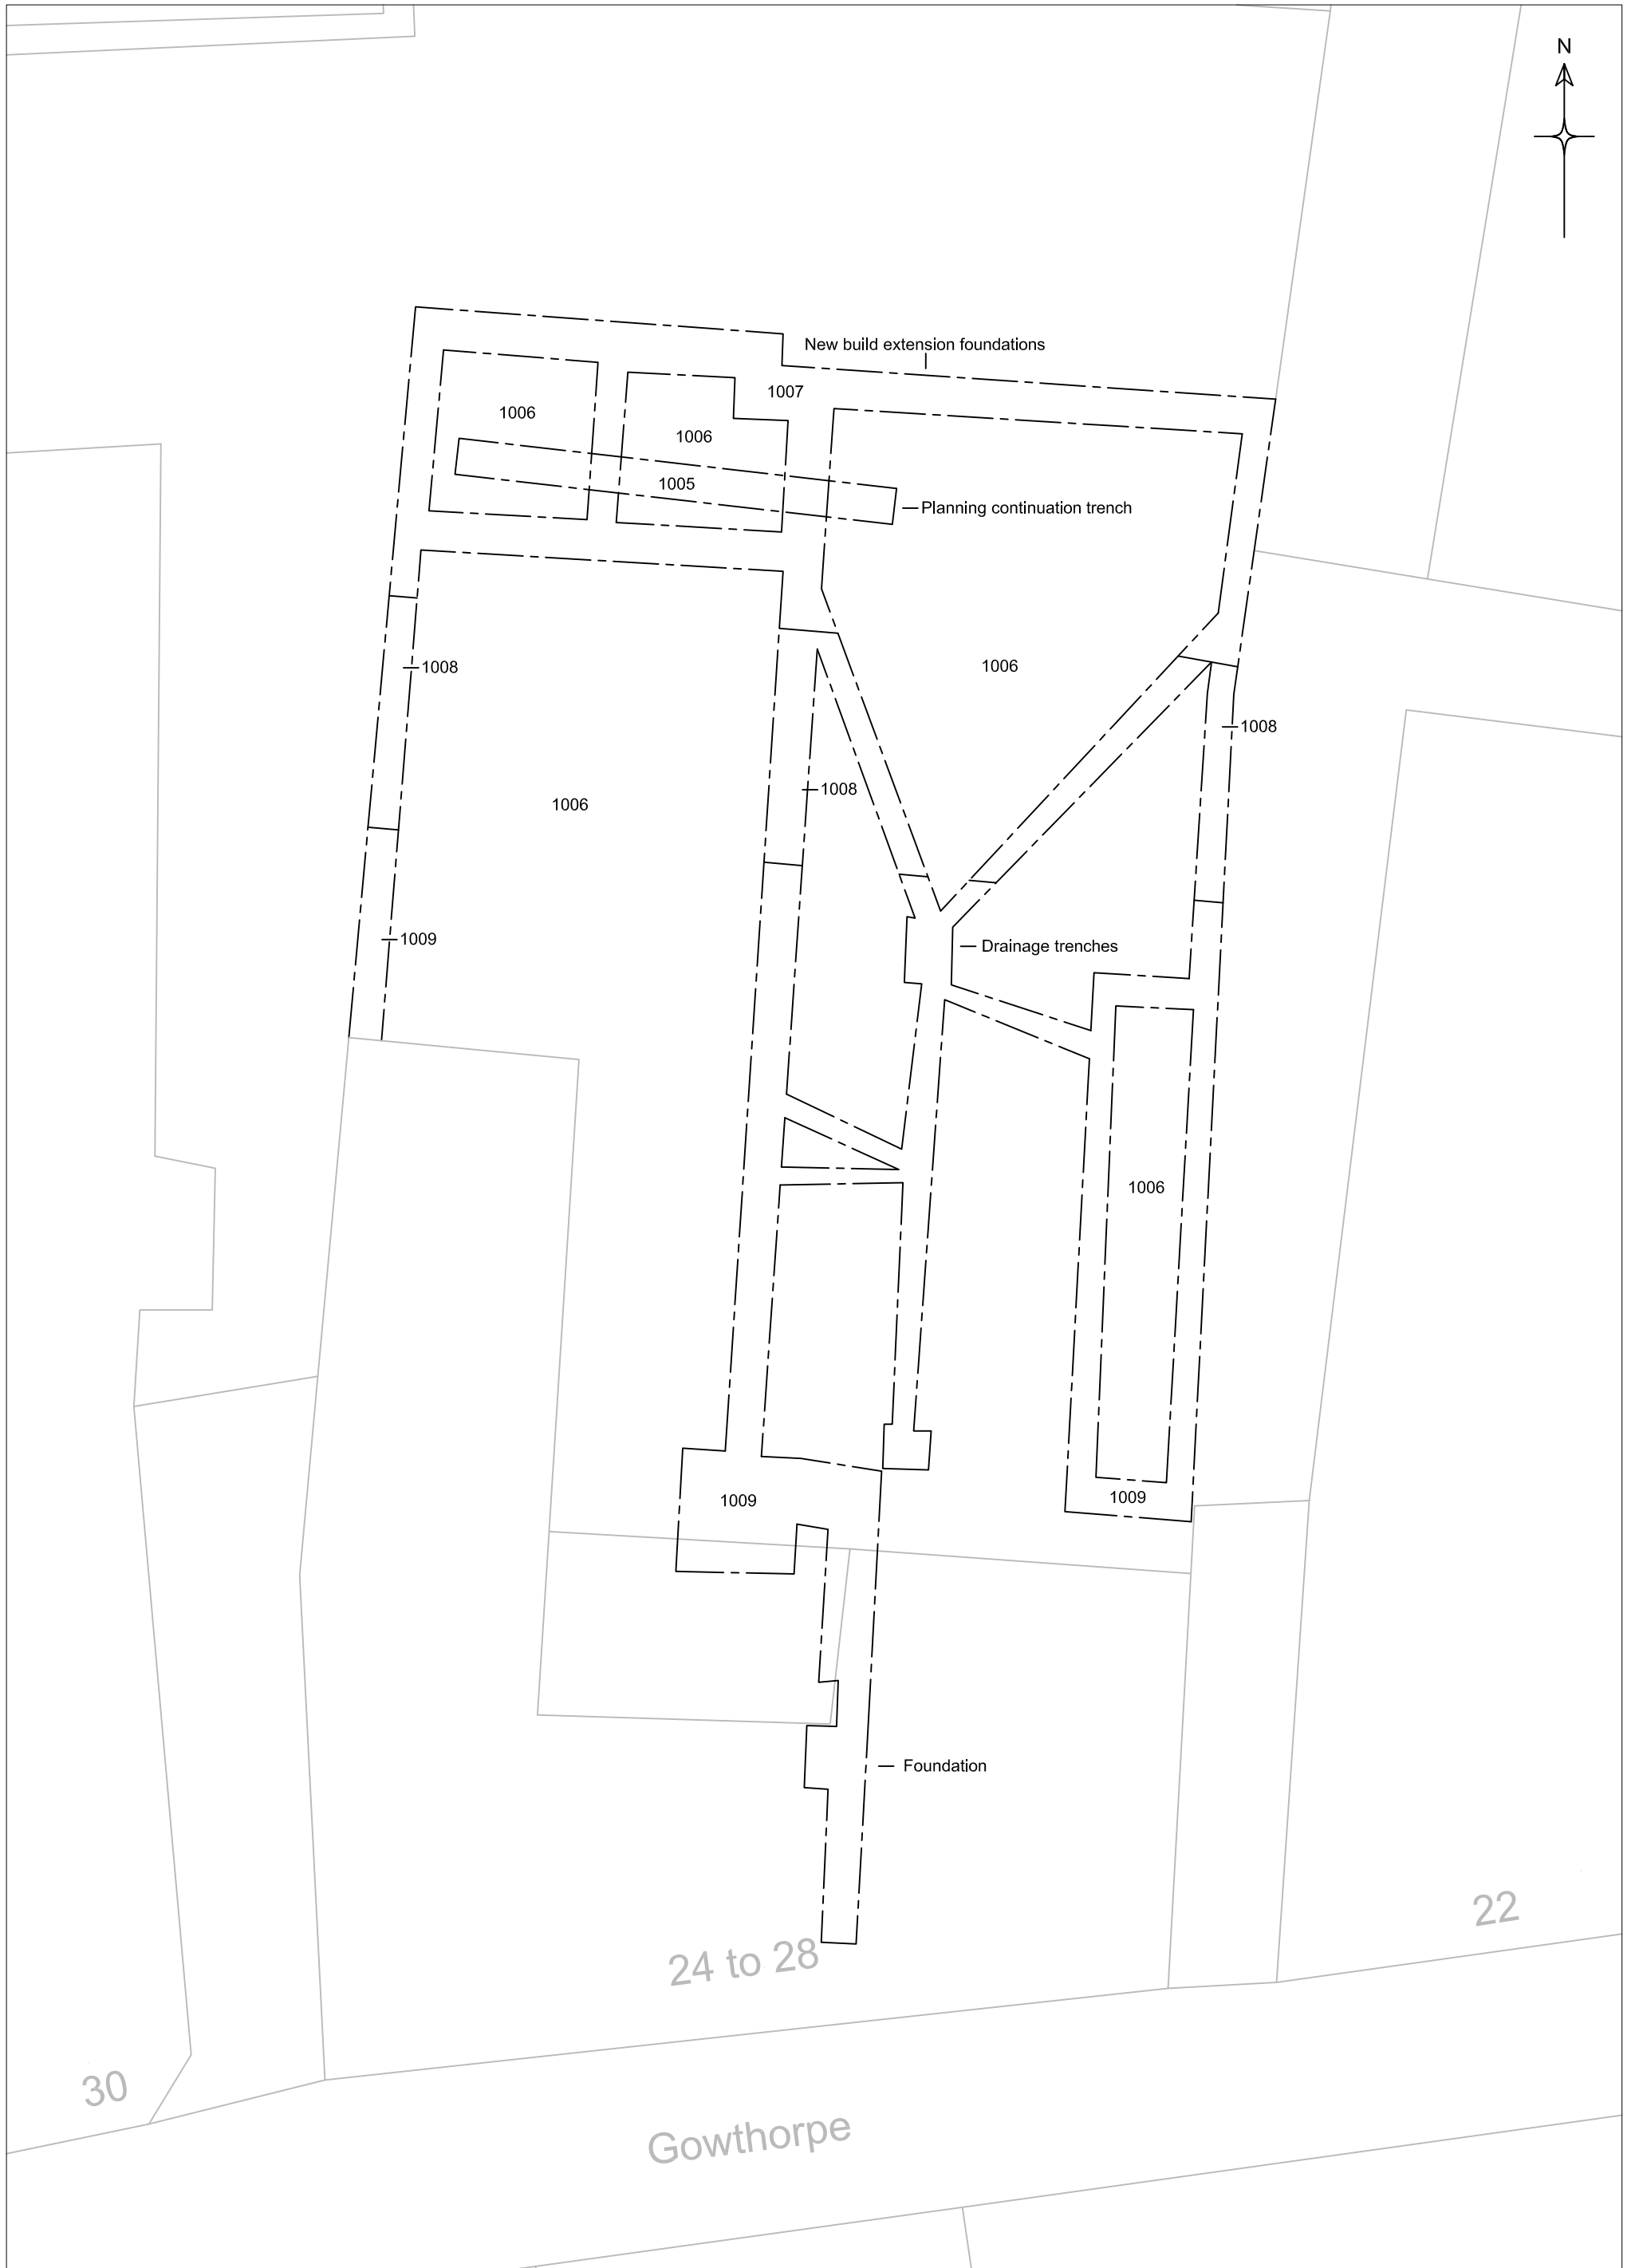 N
New build extension foundations
1007
1006
1006
1005
Planning continuation trench
1006
1008
1008
1008
1006
1009
Drainage trenches
1006
1009
1009
Foundation
22
24 to 28
30
Gowthorpe